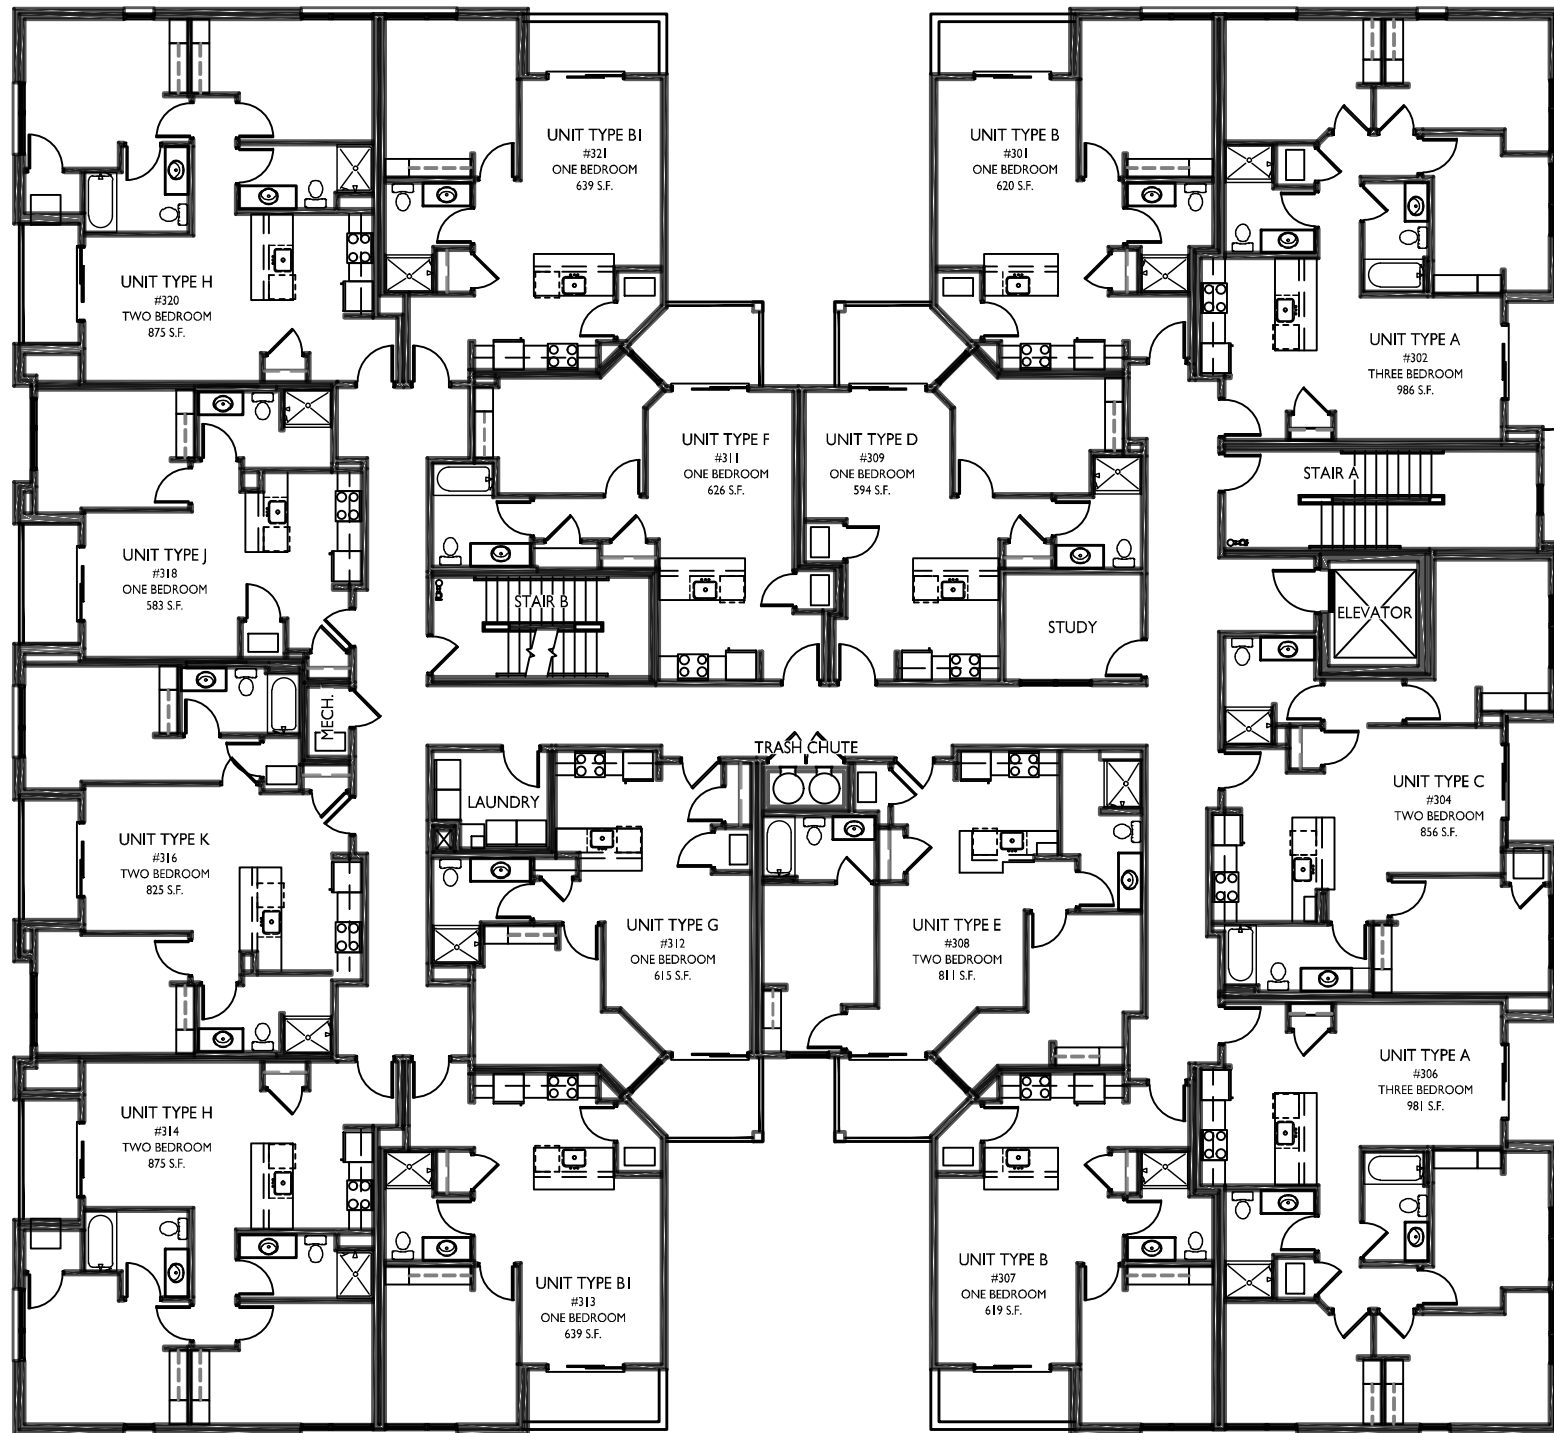 UNIT TYPE B1
#321
ONE BEDROOM
639 S.F.
UNIT TYPE B
#301
ONE BEDROOM
620 S.F.
UNIT TYPE H
#320
TWO BEDROOM
875 S.F.
UNIT TYPE A
#302
THREE BEDROOM
986 S.F.
UNIT TYPE F
#311
ONE BEDROOM
626 S.F.
UNIT TYPE D
#309
ONE BEDROOM
594 S.F.
STAIR A
UNIT TYPE J
#318
ONE BEDROOM
583 S.F.
STAIR B
STUDY
ELEVATOR
MECH.
TRASH CHUTE
LAUNDRY
UNIT TYPE C
#304
TWO BEDROOM
856 S.F.
UNIT TYPE K
#316
TWO BEDROOM
825 S.F.
UNIT TYPE G
#312
ONE BEDROOM
615 S.F.
UNIT TYPE E
#308
TWO BEDROOM
811 S.F.
UNIT TYPE A
#306
THREE BEDROOM
981 S.F.
UNIT TYPE H
#314
TWO BEDROOM
875 S.F.
UNIT TYPE B1
#313
ONE BEDROOM
639 S.F.
UNIT TYPE B
#307
ONE BEDROOM
619 S.F.